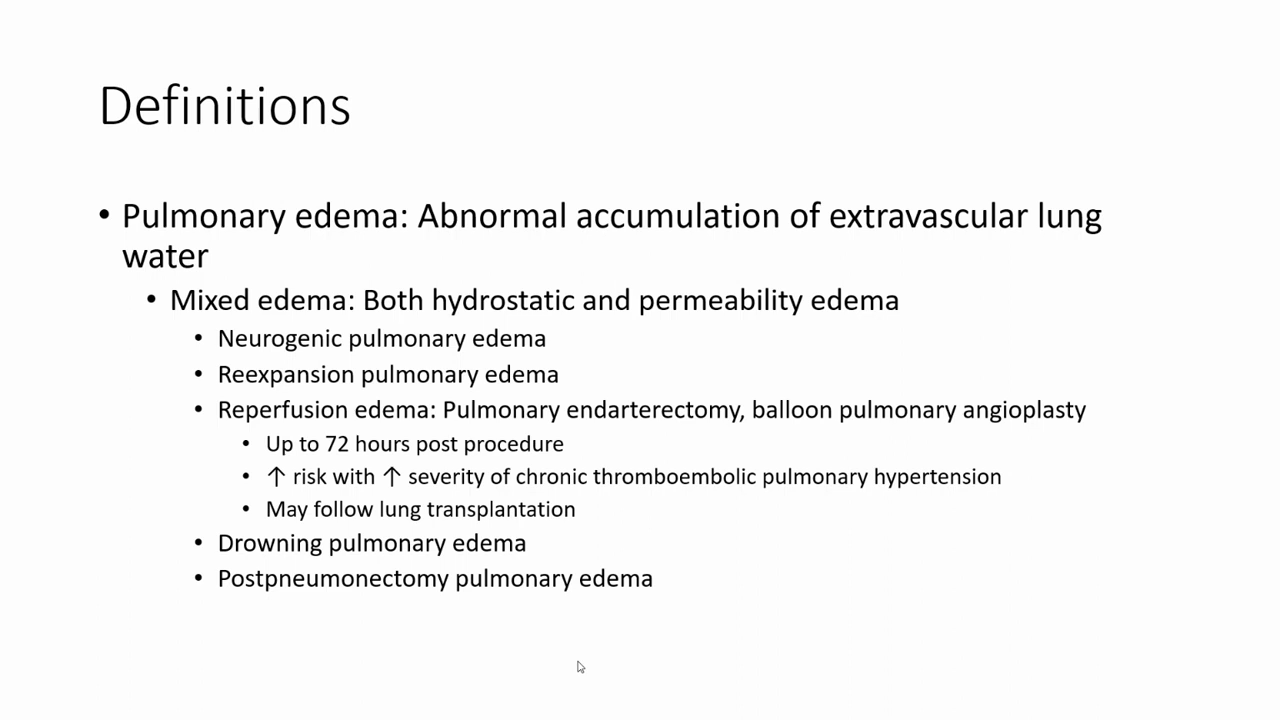 Definitions
• Pulmonary edema: Abnormal accumulation of extravascular lung
water
• Mixed edema: Both hydrostatic and permeability edema
• Neurogenic pulmonary edema
• Reexpansion pulmonary edema
• Reperfusion edema: Pulmonary endarterectomy, balloon pulmonary angioplasty
• Up to 72 hours post procedure
• ↑ risk with ↑ severity of chronic thromboembolic pulmonary hypertension
• May follow lung transplantation
• Drowning pulmonary edema
• Postpneumonectomy pulmonary edema